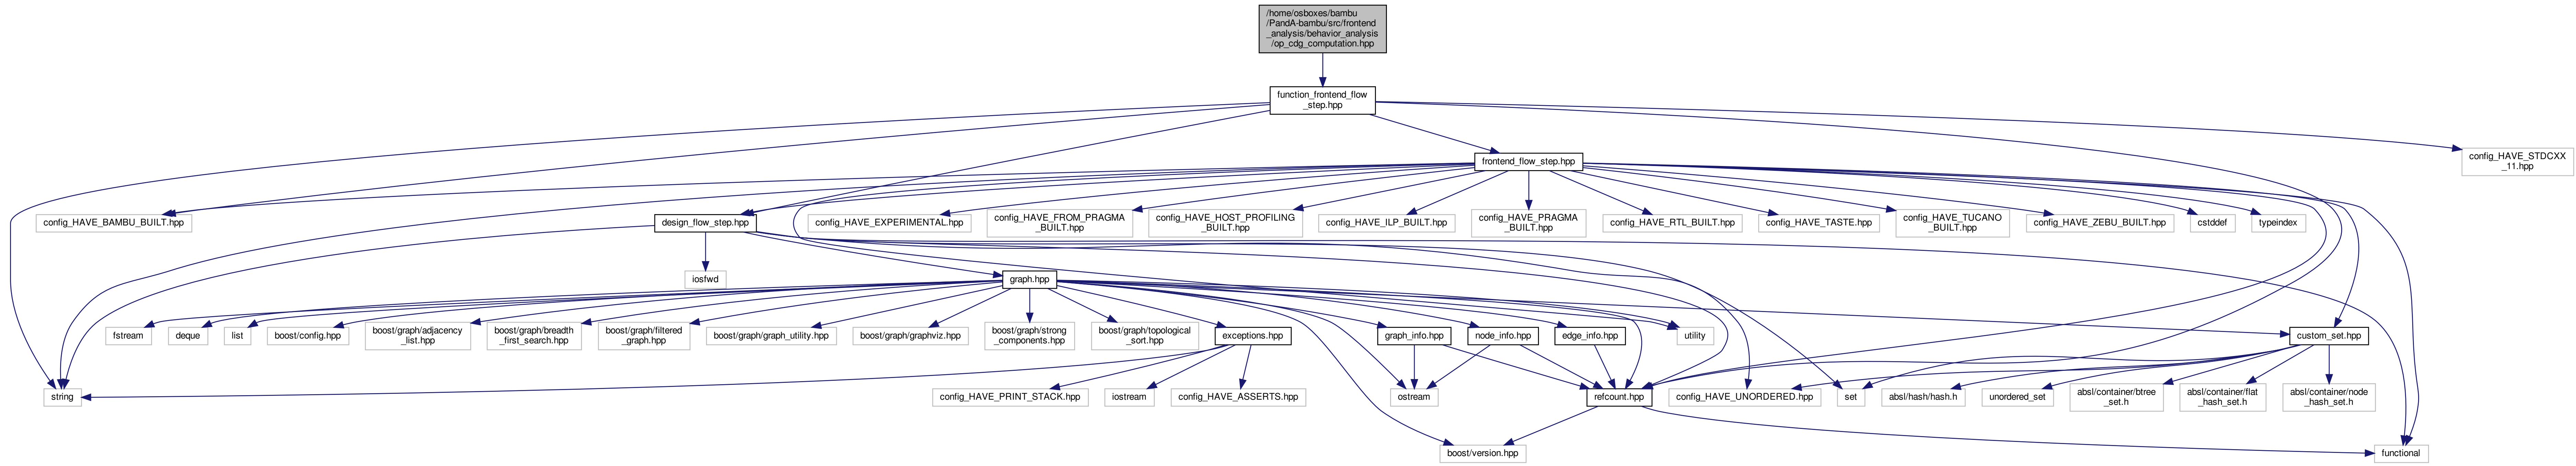 /home/osboxes/bambu
/PandA-bambu/src/frontend
_analysis/behavior_analysis
/op_cdg_computation.hpp
function_frontend_flow
_step.hpp
frontend_flow_step.hpp
config_HAVE_STDCXX
_11.hpp
config_HAVE_BAMBU_BUILT.hpp
design_flow_step.hpp
config_HAVE_EXPERIMENTAL.hpp
config_HAVE_FROM_PRAGMA
_BUILT.hpp
config_HAVE_HOST_PROFILING
_BUILT.hpp
config_HAVE_ILP_BUILT.hpp
config_HAVE_PRAGMA
_BUILT.hpp
config_HAVE_RTL_BUILT.hpp
config_HAVE_TASTE.hpp
config_HAVE_TUCANO
_BUILT.hpp
config_HAVE_ZEBU_BUILT.hpp
cstddef
typeindex
iosfwd
graph.hpp
fstream
deque
list
boost/config.hpp
boost/graph/adjacency
_list.hpp
boost/graph/breadth
_first_search.hpp
boost/graph/filtered
_graph.hpp
boost/graph/graph_utility.hpp
boost/graph/graphviz.hpp
boost/graph/strong
_components.hpp
boost/graph/topological
_sort.hpp
exceptions.hpp
graph_info.hpp
node_info.hpp
edge_info.hpp
utility
custom_set.hpp
string
config_HAVE_PRINT_STACK.hpp
iostream
config_HAVE_ASSERTS.hpp
ostream
refcount.hpp
config_HAVE_UNORDERED.hpp
set
absl/hash/hash.h
unordered_set
absl/container/btree
_set.h
absl/container/flat
_hash_set.h
absl/container/node
_hash_set.h
boost/version.hpp
functional